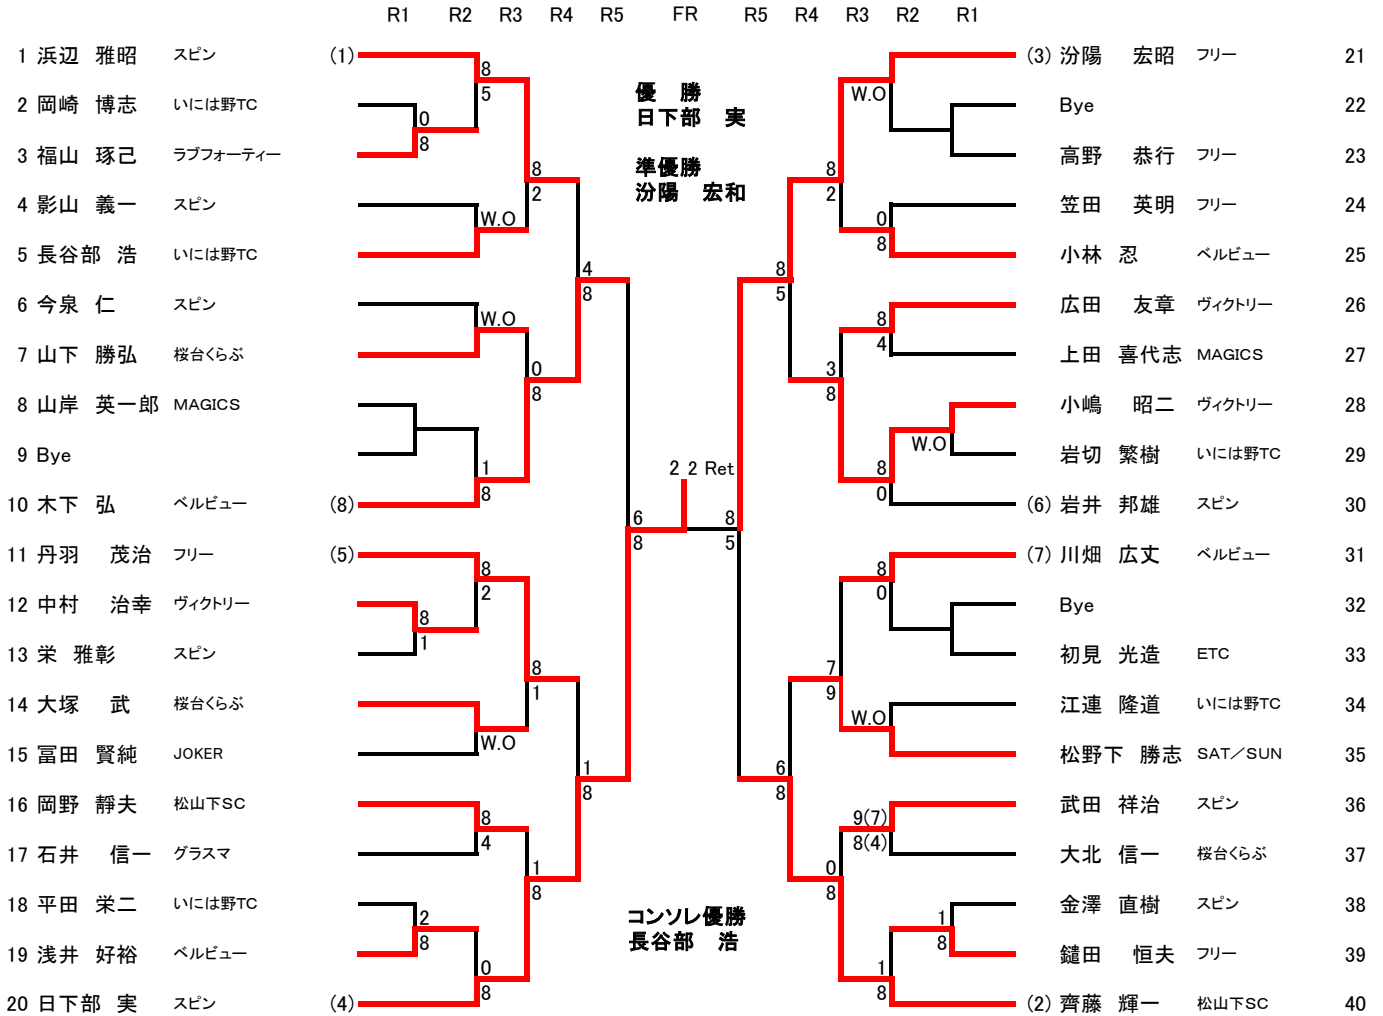 R1 R2 R3 R4 R5 FR R5 R4 R3 R2 R1
1 浜辺 雅昭 スピン (1)
2 岡崎 博志 いには野TC
3 福山 琢己 ラブフォーティー
4 影山 義一 スピン
5 長谷部 浩 いには野TC
6 今泉 仁 スピン
7 山下 勝弘 桜台くらぶ
8 山岸 英一郎 MAGICS
9 Bye
10 木下 弘 ベルビュー (8)
11 丹羽 茂治 フリー (5)
12 中村 治幸 ヴィクトリー
13 栄 雅彰 スピン
14 大塚 武 桜台くらぶ
15 冨田 賢純 JOKER
16 岡野 靜夫 松山下SC
17 石井 信一 グラスマ
18 平田 栄二 いには野TC
19 浅井 好裕 ベルビュー
20 日下部 実 スピン (4)
0
8
8
1
2
8
8
5
W.O
W.O
1
8
8
2
W.O
8
4
0
8
8
2
0
8
8
1
1
8
4
8
1
8
6
8
優 勝
日下部 実
準優勝
汾陽 宏和
2 2 Ret
コンソレ優勝
長谷部 浩
8
5
8
5
6
8
8
2
3
8
7
9
0
8
W.O
0
8
8
4
8
0
8
0
W.O
9(7)
8(4)
1
8
W.O
1
8
(3) 汾陽 宏昭 フリー 21
Bye 22
高野 恭行 フリー 23
笠田 英明 フリー 24
小林 忍 ベルビュー 25
広田 友章 ヴィクトリー 26
上田 喜代志 MAGICS 27
小嶋 昭二 ヴィクトリー 28
岩切 繁樹 いには野TC 29
(6) 岩井 邦雄 スピン 30
(7) 川畑 広丈 ベルビュー 31
Bye 32
初見 光造 ETC 33
江連 隆道 いには野TC 34
松野下 勝志 SAT／SUN 35
武田 祥治 スピン 36
大北 信一 桜台くらぶ 37
金澤 直樹 スピン 38
鑓田 恒夫 フリー 39
(2) 齊藤 輝一 松山下SC 40